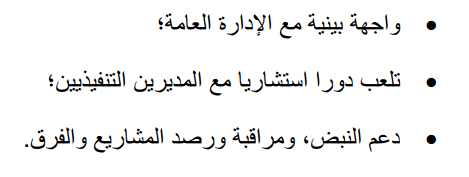 • واجهة بينية مع الإدارة العامة؛
• تلعب دورا استشاريا مع المديرين التنفيذيين؛
• دعم النبض، ومراقبة ورصد المشاريع والفرق.